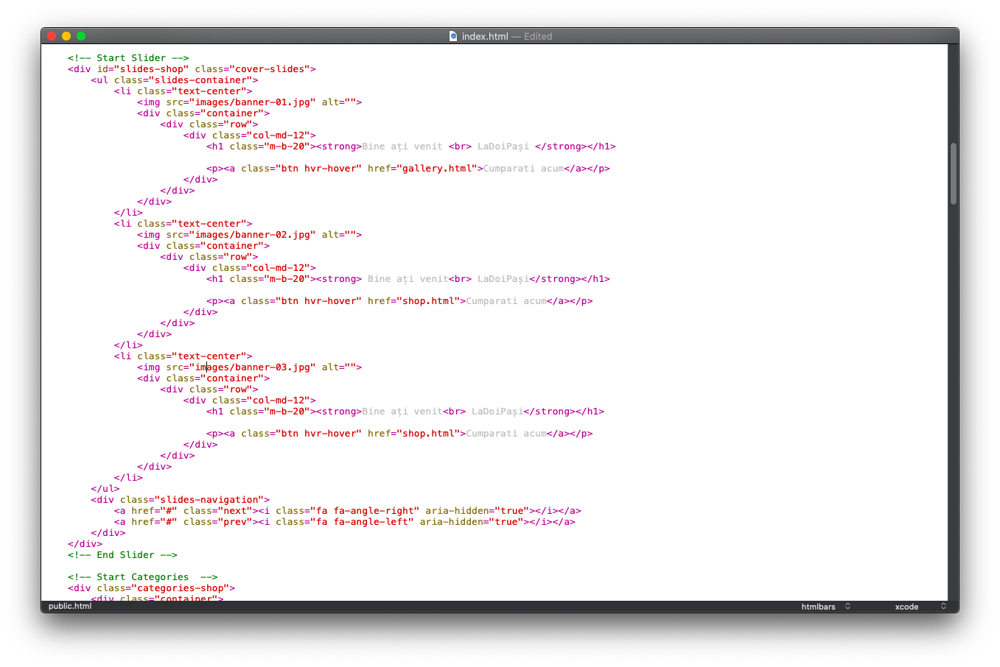 index.html — Edited
<!-- Start Slider -->
<div id="slides-shop" class="cover-slides">
<ul class="slides-container">
<li class="text-center">
<img src="images/banner-01.jpg" alt="">
<div class="container">
<div class="row">
<div class="col-md-12">
<h1 class="m-b-20"><strong>Bine ați venit <br> LaDoiPași </strong></h1>
<p><a class="btn hvr-hover" href="gallery.html">Cumparati acum</a></p>
</div>
</div>
</div>
</li>
<li class="text-center">
<img src="images/banner-02.jpg" alt="">
<div class="container">
<div class="row">
<div class="col-md-12">
<h1 class="m-b-20"><strong> Bine ați venit<br> LaDoiPași</strong></h1>
<p><a class="btn hvr-hover" href="shop.html">Cumparati acum</a></p>
</div>
</div>
</div>
</li>
<li class="text-center">
<img src="images/banner-03.jpg" alt="">
<div class="container">
<div class="row">
<div class="col-md-12">
<h1 class="m-b-20"><strong>Bine ați venit<br> LaDoiPași</strong></h1>
<p><a class="btn hvr-hover" href="shop.html">Cumparati acum</a></p>
</div>
</div>
</div>
</li>
</ul>
<div class="slides-navigation">
<a href="#" class="next"><i class="fa fa-angle-right" aria-hidden="true"></i></a>
<a href="#" class="prev"><i class="fa fa-angle-left" aria-hidden="true"></i></a>
</div>
</div>
<!-- End Slider -->
<!-- Start Categories  -->
<div class="categories-shop">
<div class="container">
public.html htmlbars xcode